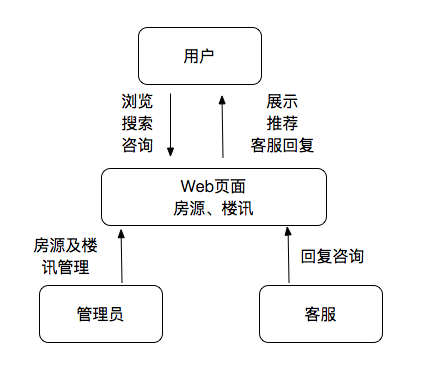 用户
浏览
搜索
咨询
展示
推荐
客服回复
Web页面
房源、楼讯
房源及楼
讯管理
回复咨询
管理员
客服